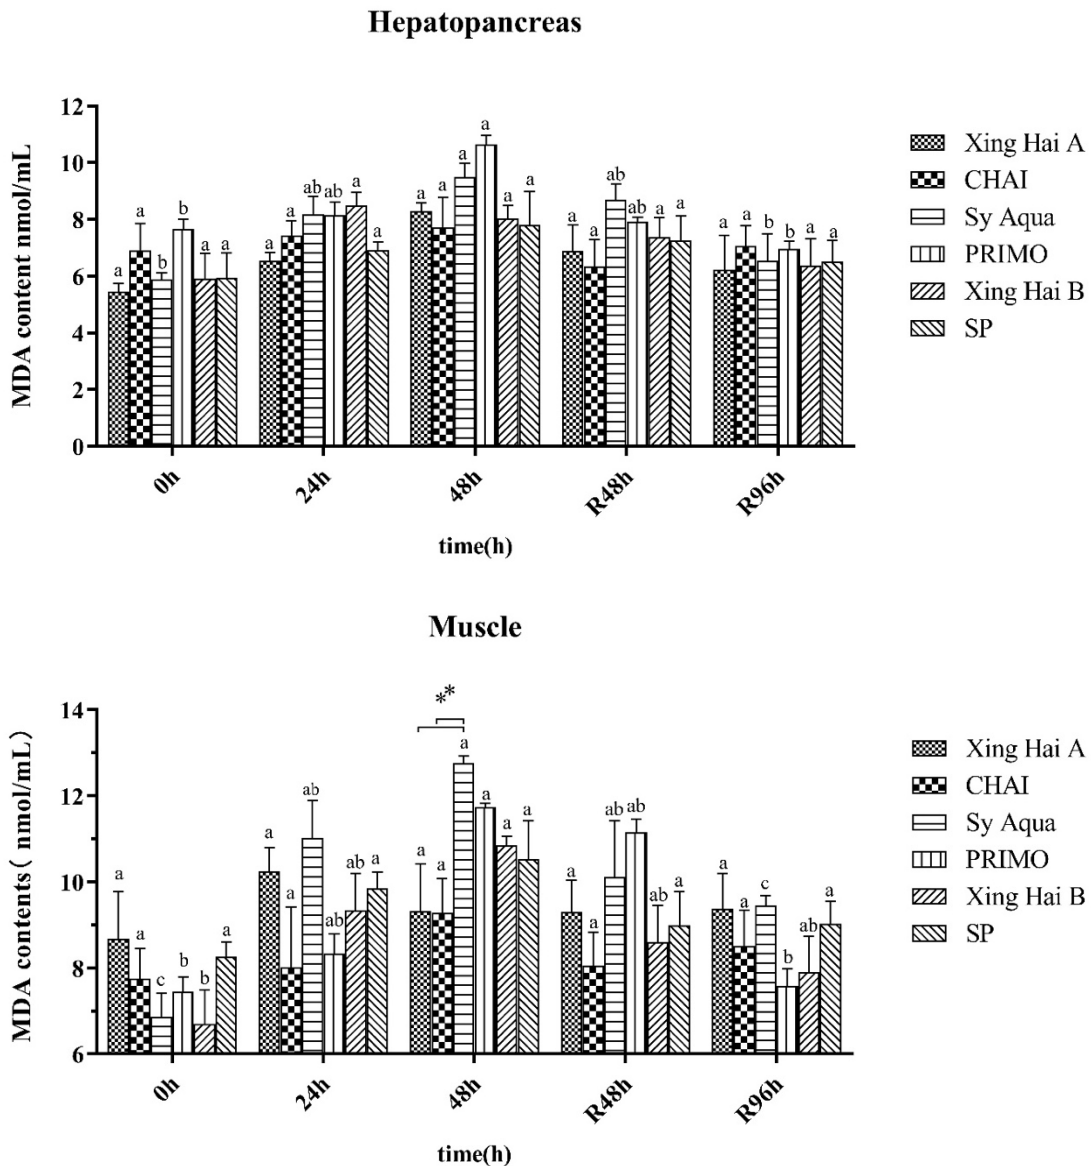 Hepatopancreas
MDA content nmol/mL
12
10
8
6
4
2
0
a a b b a a
a a ab ab a a
a a a a a a
a a ab ab a a
a a b b a a
0h 24h 48h R48h R96h
time(h)
Xing Hai A
CHAI
Sy Aqua
PRIMO
Xing Hai B
SP
Muscle
MDA contents( nmol/mL)
14
12
10
8
6
**
a a c b b a
a a ab ab ab a
a a a a a a
a a ab ab ab a
a a c b ab a
0h 24h 48h R48h R96h
time(h)
Xing Hai A
CHAI
Sy Aqua
PRIMO
Xing Hai B
SP